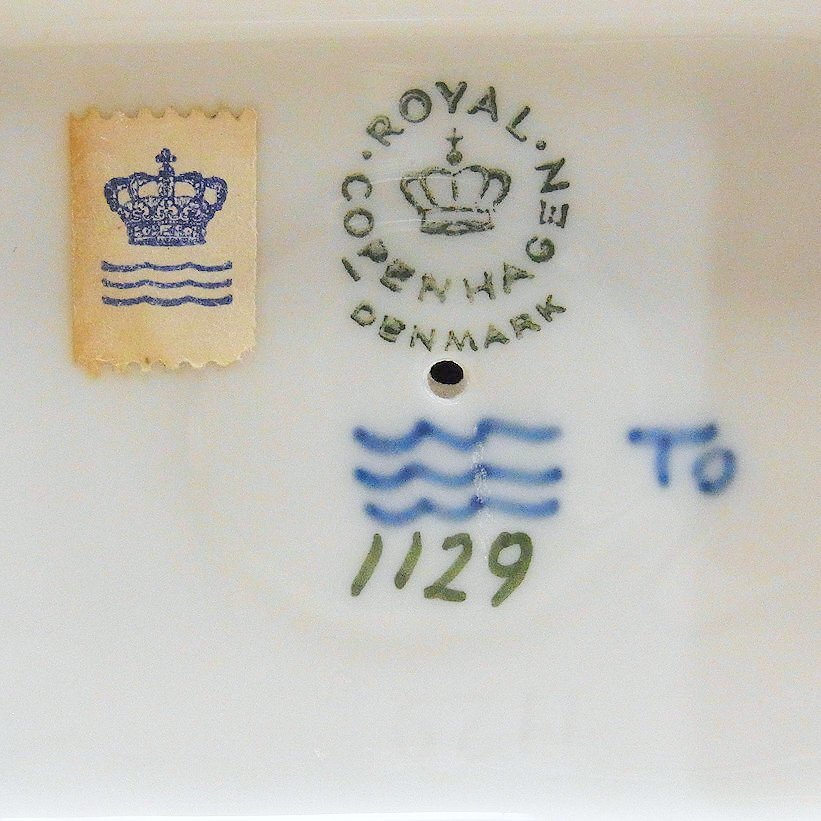 ROYAL
COPENHAGEN
DENMARK
To
1129